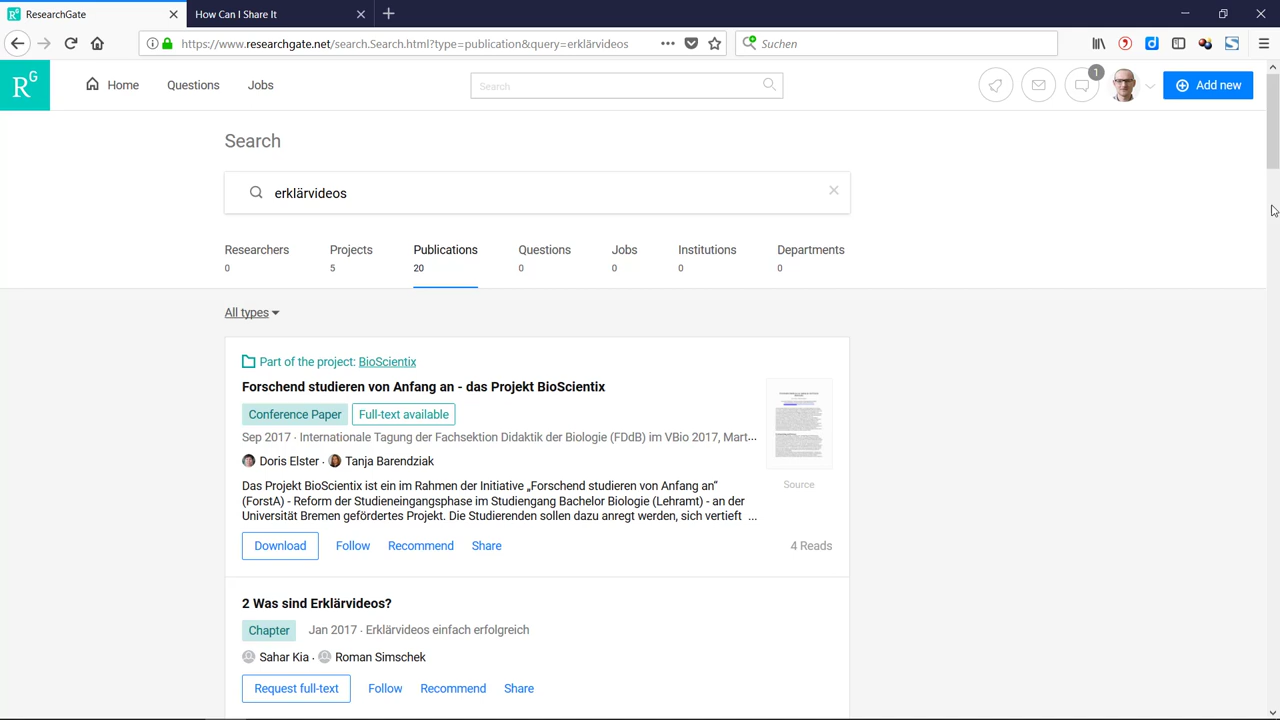 ResearchGate
How Can I Share It
https://www.researchgate.net/search.Search.html?type=publication&query=erklärvideos
Suchen
RG
Home
Questions
Jobs
Search
1
Add new
Search
erklärvideos
Researchers
Projects
Publications
Questions
Jobs
Institutions
Departments
0
5
20
0
0
0
0
All types
Part of the project: BioScientix
Forschend studieren von Anfang an - das Projekt BioScientix
Conference Paper
Full-text available
Sep 2017 · Internationale Tagung der Fachsektion Didaktik der Biologie (FDdB) im VBio 2017, Mart...
Doris Elster · Tanja Barendziak
Das Projekt BioScientix ist ein im Rahmen der Initiative „Forschend studieren von Anfang an“
(ForstA) - Reform der Studieneingangsphase im Studiengang Bachelor Biologie (Lehramt) - an der
Universität Bremen gefördertes Projekt. Die Studierenden sollen dazu anregt werden, sich vertieft ...
Source
Download
Follow
Recommend
Share
4 Reads
2 Was sind Erklärvideos?
Chapter
Jan 2017 · Erklärvideos einfach erfolgreich
Sahar Kia · Roman Simschek
Request full-text
Follow
Recommend
Share